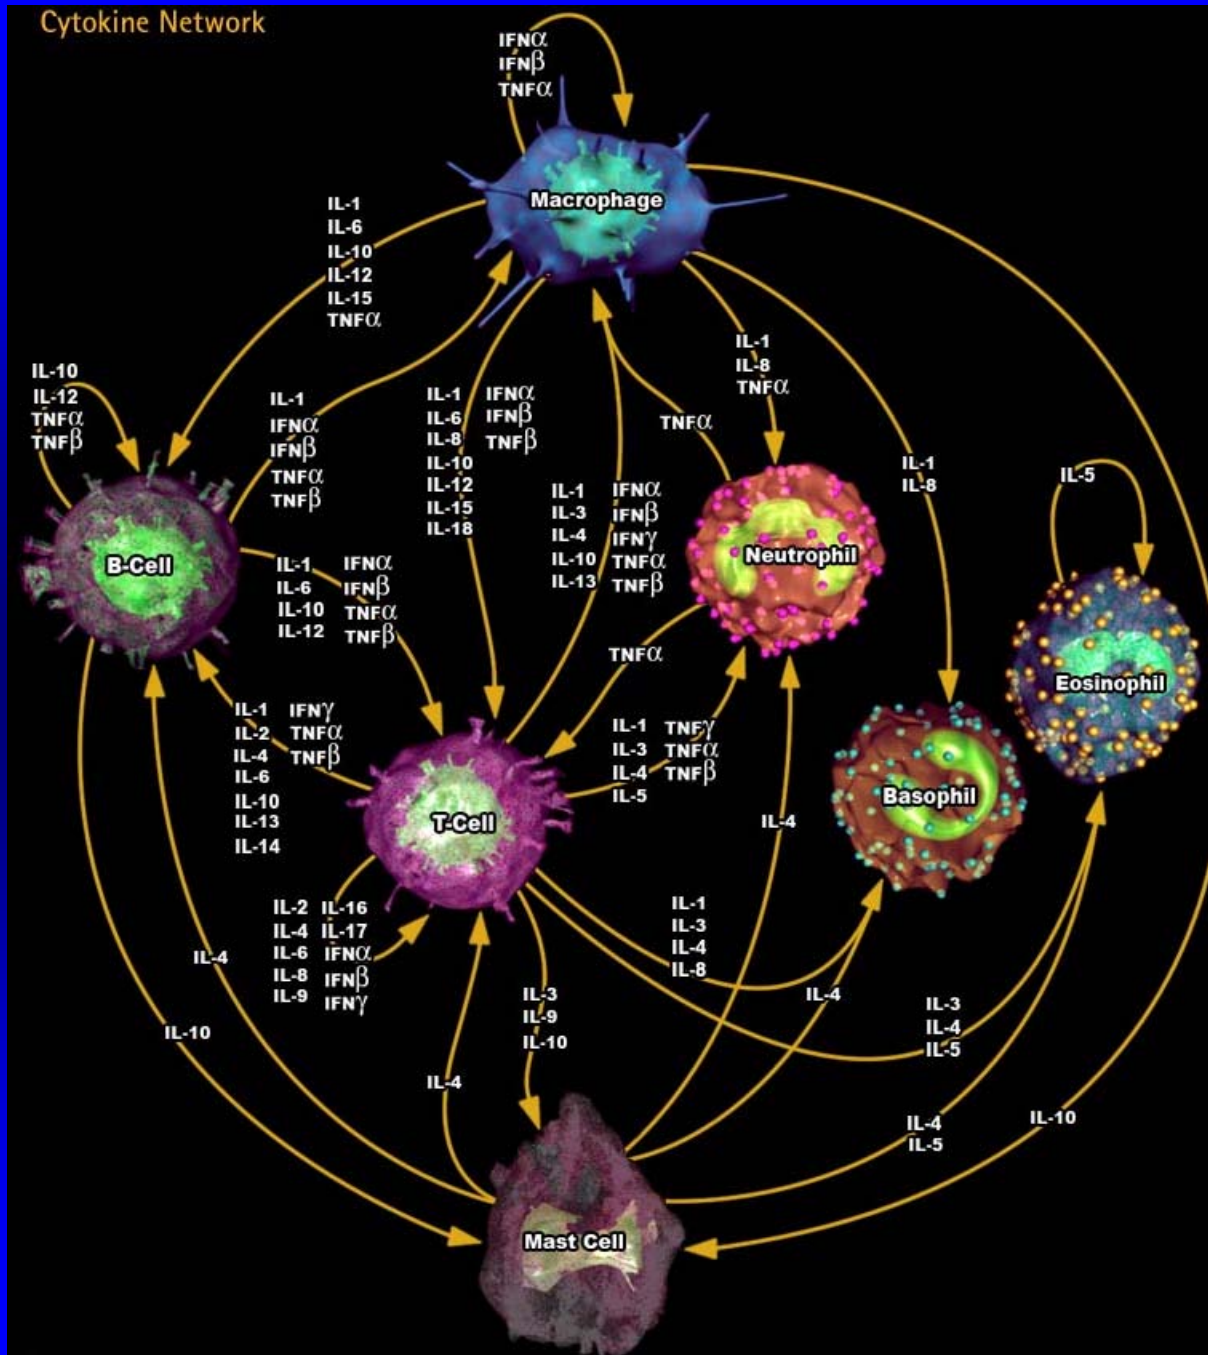 Cytokine Network
IFNα
IFNβ
TNFα
Macrophage
IL-1
IL-6
IL-10
IL-12
IL-15
TNFα
IL-10
IL-12
TNFα
TNFβ
IL-1
IFNα
IFNβ
TNFα
TNFβ
IL-1 IFNα
IL-6 IFNβ
IL-8 TNFβ
IL-10
IL-12
IL-15
IL-18
IL-1
IL-8
TNFα
TNFα
IL-1
IL-8
IL-5
IL-1 IFNα
IL-3 IFNβ
IL-4 IFNγ
IL-10 TNFα
IL-13 TNFβ
B-Cell
Neutrophil
IL-1 IFNα
IL-6 IFNβ
IL-10 TNFα
IL-12 TNFβ
TNFα
Eosinophil
IL-1 IFNγ
IL-2 TNFα
IL-4 TNFβ
IL-6
IL-10
IL-13
IL-14
IL-1 TNFγ
IL-3 TNFα
IL-4 TNFβ
IL-5
Basophil
T-Cell
IL-4
IL-2 IL-16
IL-4 IL-17
IL-6 IFNα
IL-8 IFNβ
IL-9 IFNγ
IL-1
IL-3
IL-4
IL-8
IL-4
IL-3
IL-9
IL-10
IL-4
IL-3
IL-4
IL-5
IL-10
IL-4
IL-4
IL-5
IL-10
Mast Cell